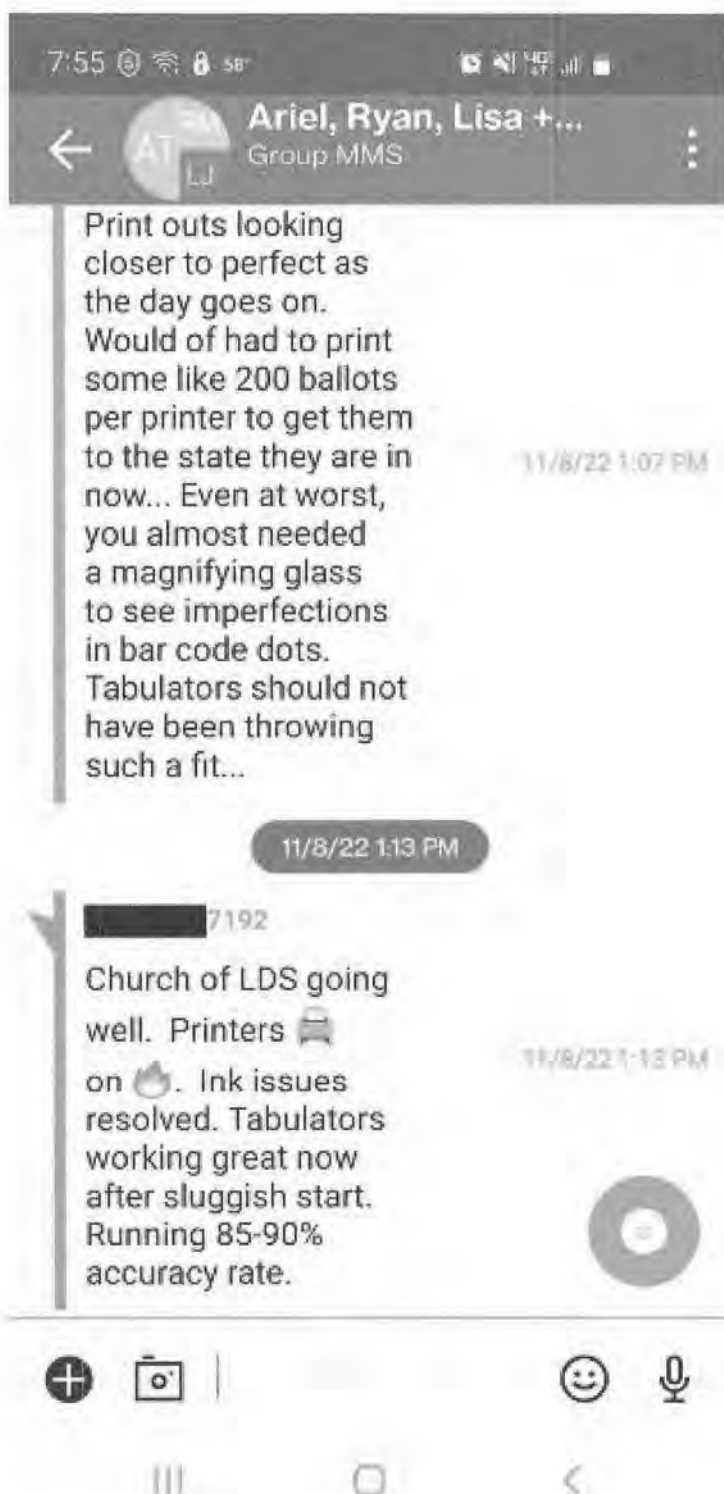 7:55 58°
Ariel, Ryan, Lisa +...
Group MMS
AT
LJ
Print outs looking
closer to perfect as
the day goes on.
Would of had to print
some like 200 ballots
per printer to get them
to the state they are in
now... Even at worst,
you almost needed
a magnifying glass
to see imperfections
in bar code dots.
Tabulators should not
have been throwing
such a fit...
11/8/22 1:07 PM
11/8/22 1:13 PM
7192
Church of LDS going
well. Printers 🖨
on 🔥. Ink issues
resolved. Tabulators
working great now
after sluggish start.
Running 85-90%
accuracy rate.
11/8/22 1:13 PM